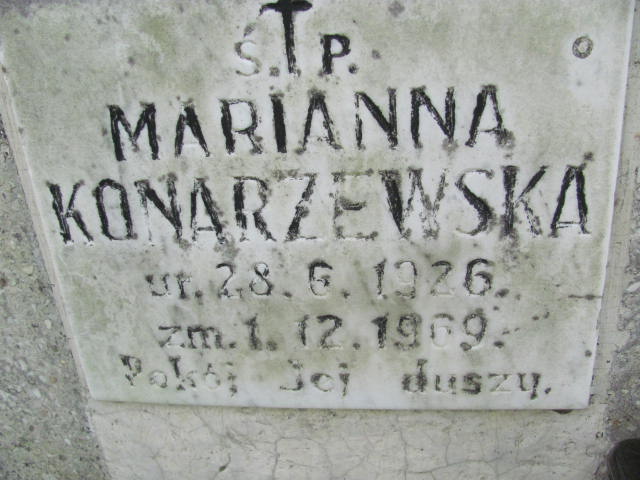 Ś.†P.
MARIANNA
KONARZEWSKA
ur. 28. 6. 1926.
zm. 1. 12. 1969.
Pokój Jej duszy.